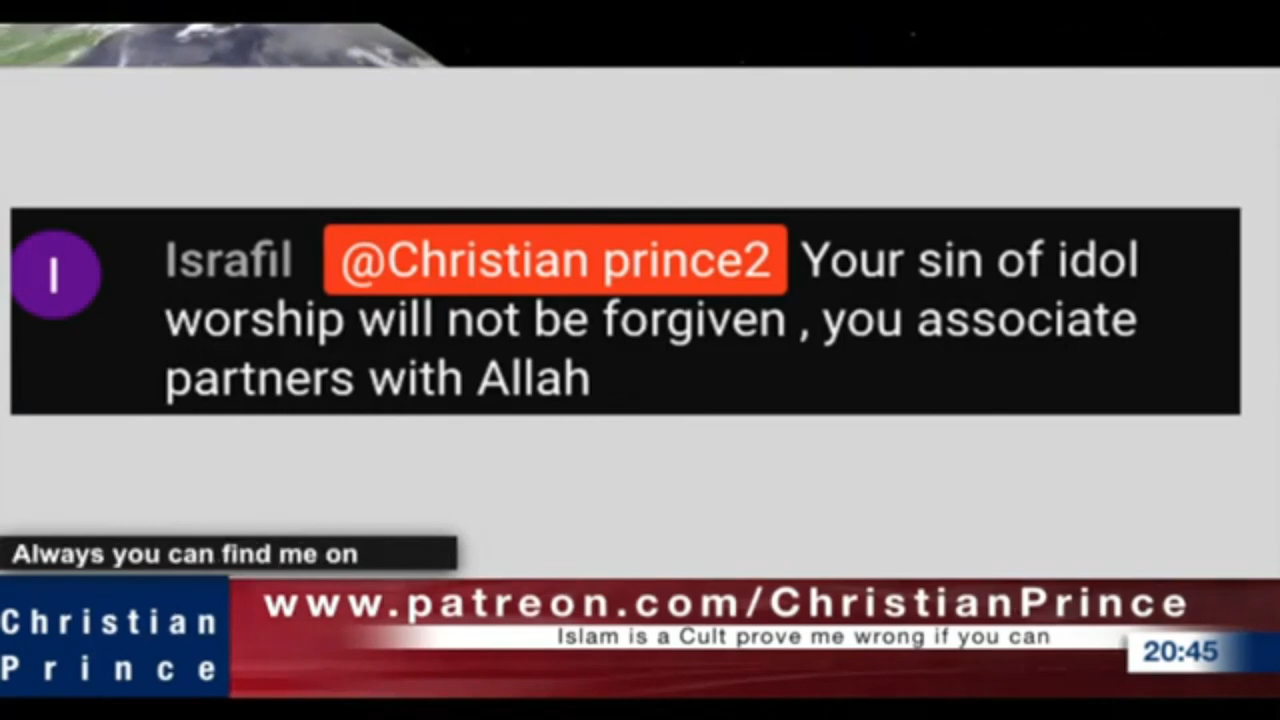 I
Israfil @Christian prince2 Your sin of idol
worship will not be forgiven , you associate
partners with Allah
Always you can find me on
Christian
Prince
www.patreon.com/ChristianPrince
Islam is a Cult prove me wrong if you can
20:45